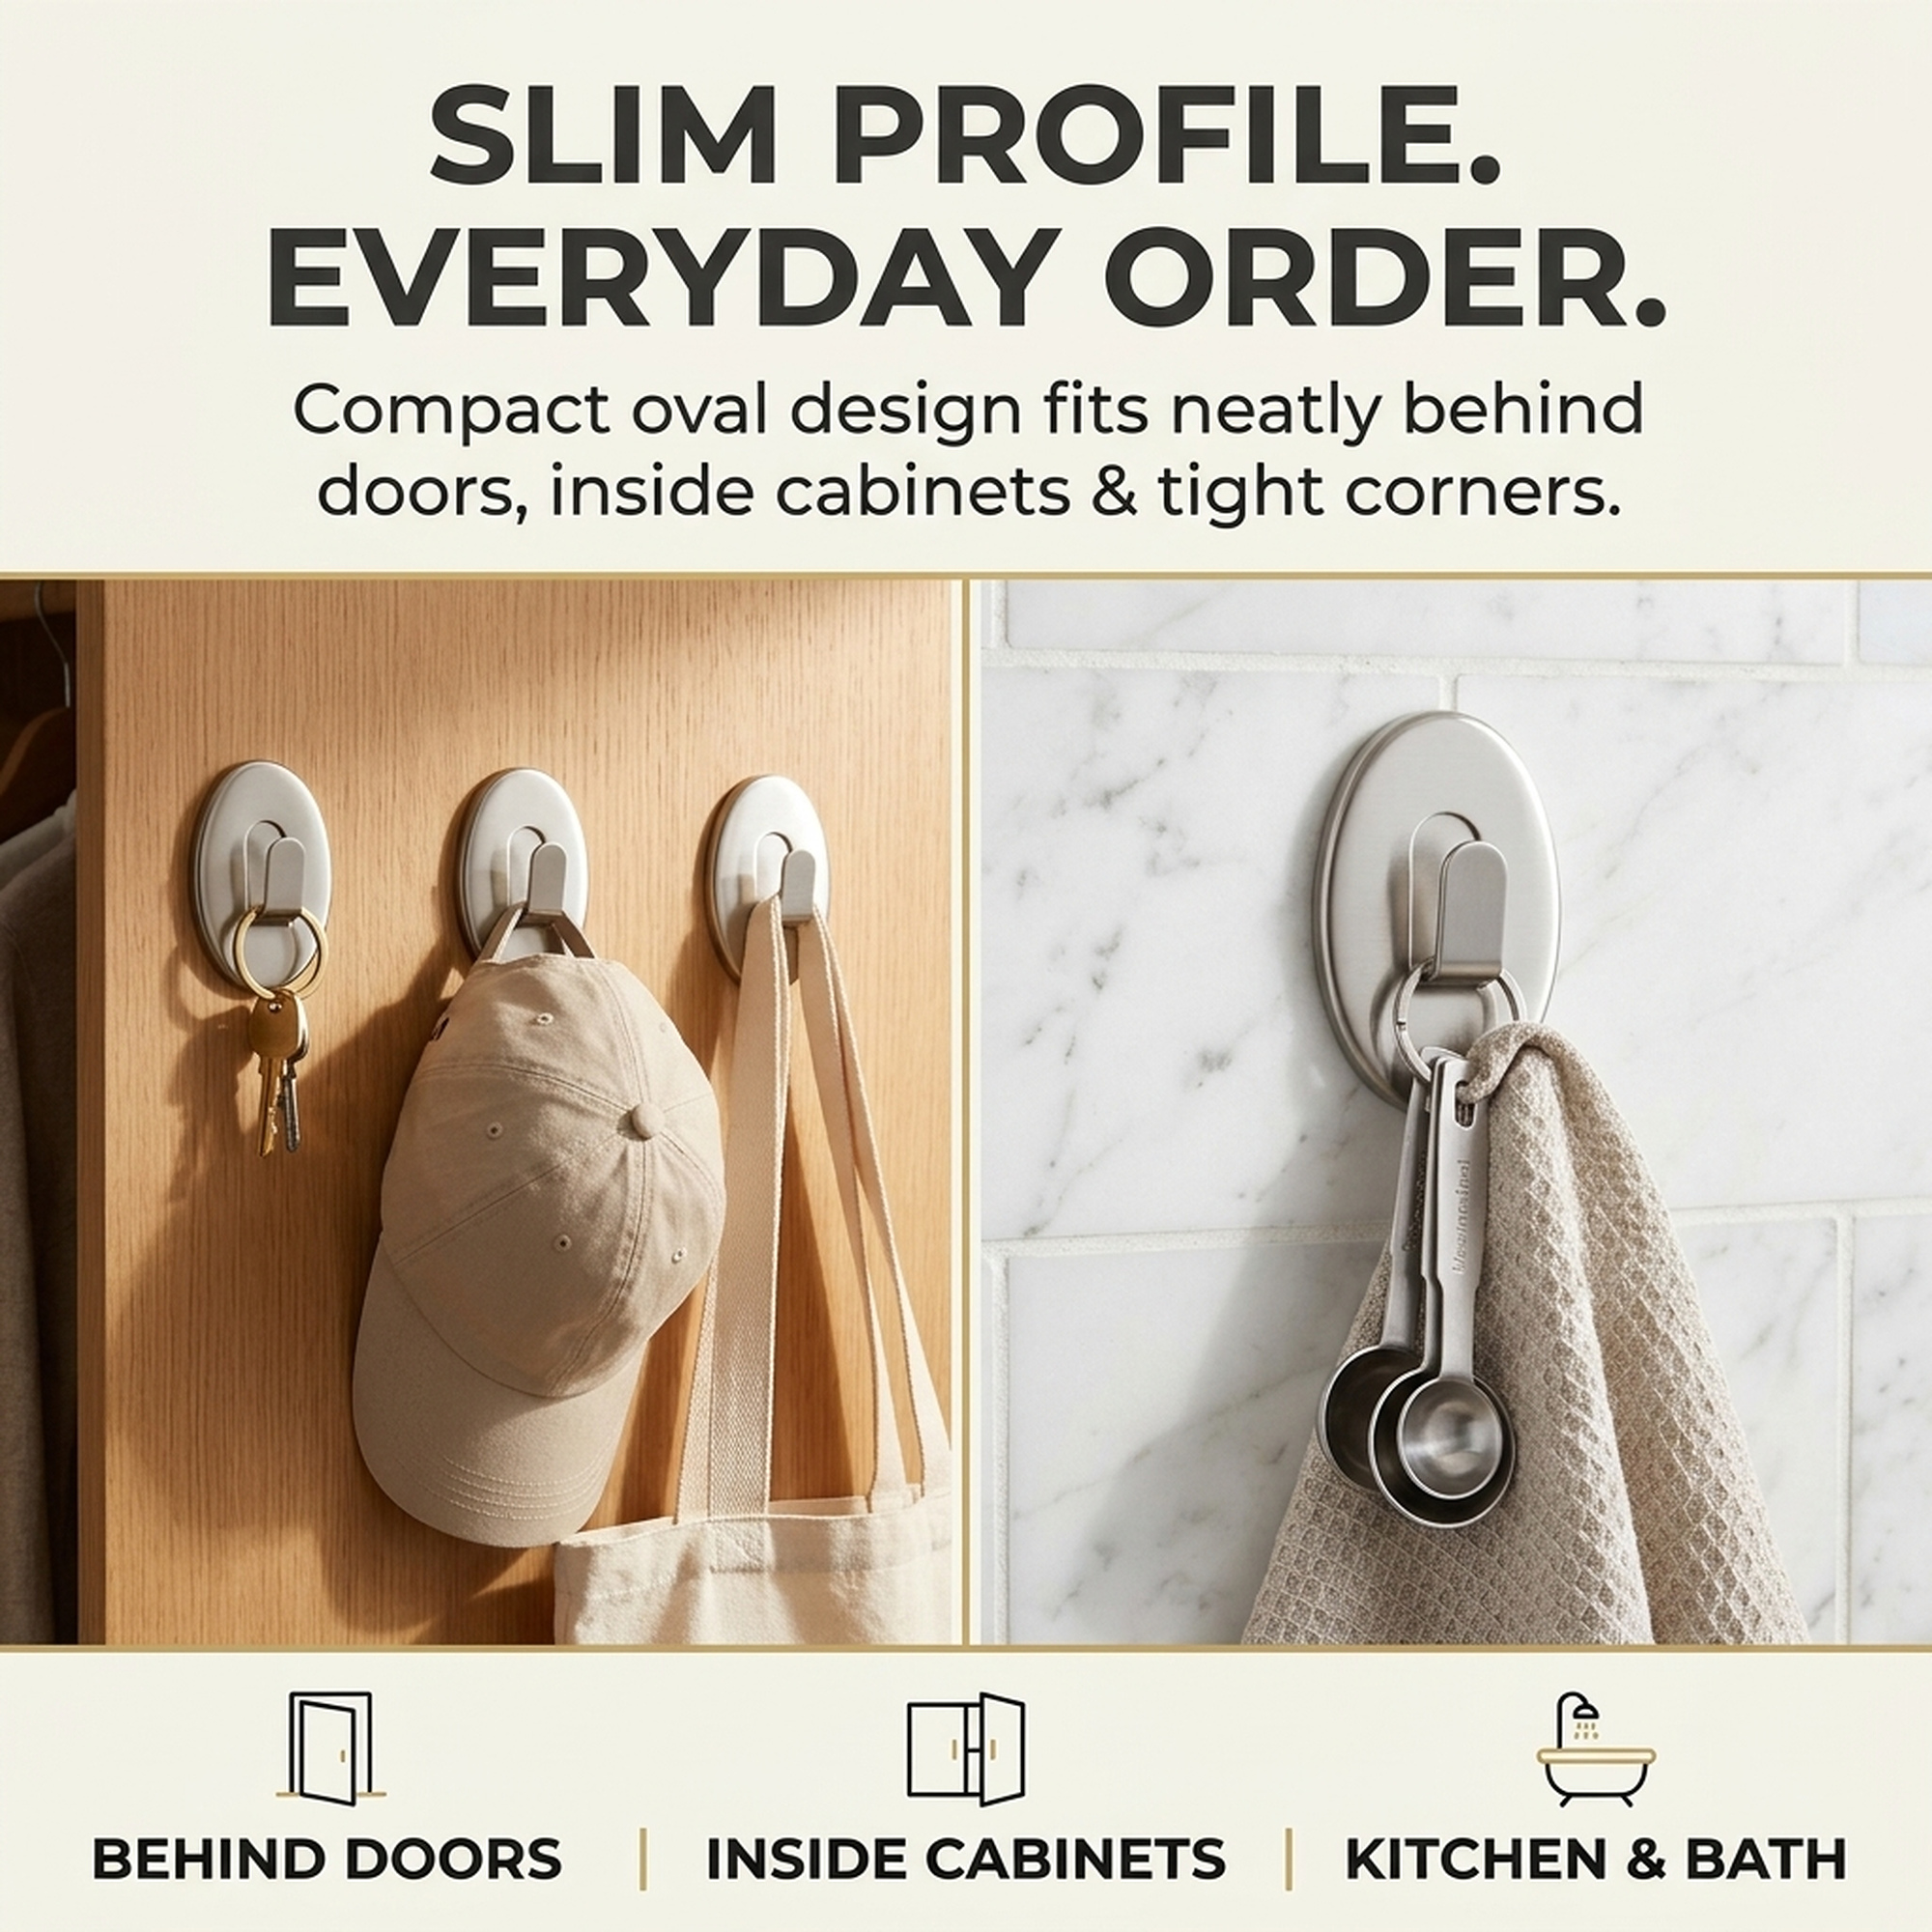 SLIM PROFILE.
EVERYDAY ORDER.
Compact oval design fits neatly behind
doors, inside cabinets & tight corners.
BEHIND DOORS | INSIDE CABINETS | KITCHEN & BATH